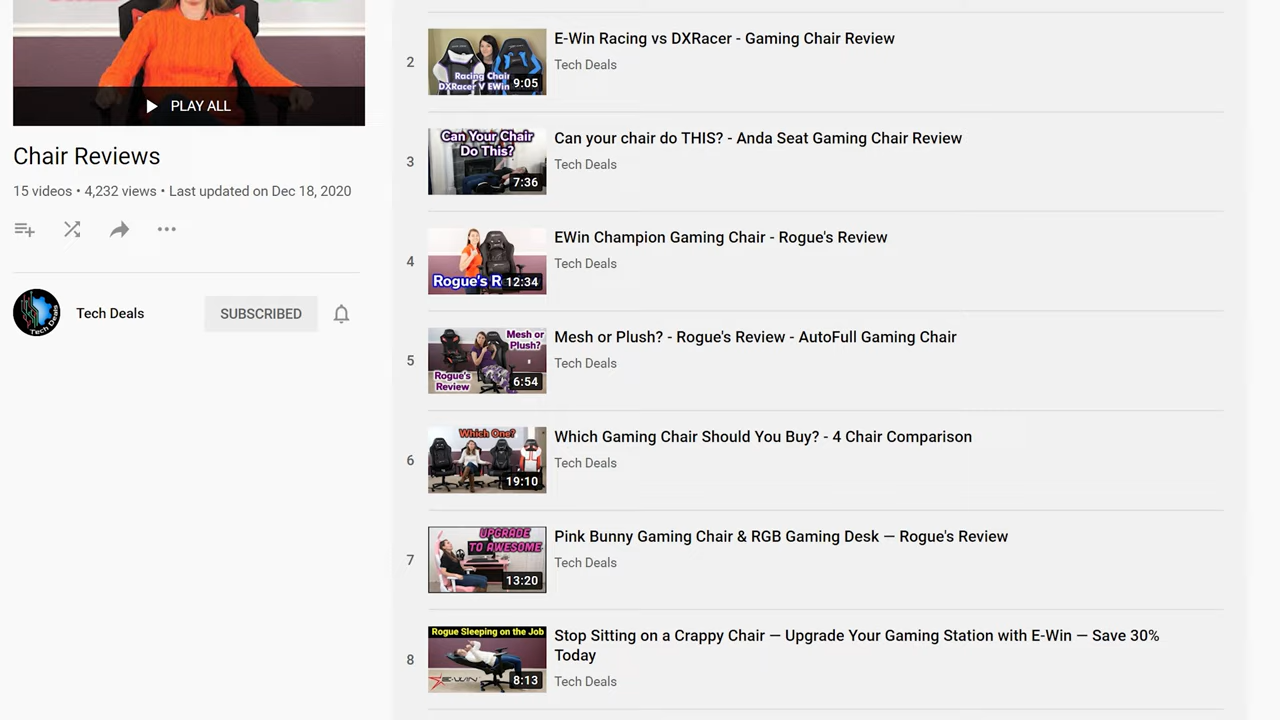 PLAY ALL
Chair Reviews
15 videos • 4,232 views • Last updated on Dec 18, 2020
Tech Deals
SUBSCRIBED
Tech Deals
2
Racing Chair
DXRacer V EWin
9:05
E-Win Racing vs DXRacer - Gaming Chair Review
Tech Deals
3
Can Your Chair
Do This?
7:36
Can your chair do THIS? - Anda Seat Gaming Chair Review
Tech Deals
4
Rogue's R
12:34
EWin Champion Gaming Chair - Rogue's Review
Tech Deals
5
Mesh or
Plush?
Rogue's
Review
6:54
Mesh or Plush? - Rogue's Review - AutoFull Gaming Chair
Tech Deals
6
Which One?
19:10
Which Gaming Chair Should You Buy? - 4 Chair Comparison
Tech Deals
7
UPGRADE
TO AWESOME
13:20
Pink Bunny Gaming Chair & RGB Gaming Desk — Rogue's Review
Tech Deals
8
Rogue Sleeping on the Job
E-WIN
8:13
Stop Sitting on a Crappy Chair — Upgrade Your Gaming Station with E-Win — Save 30%
Today
Tech Deals